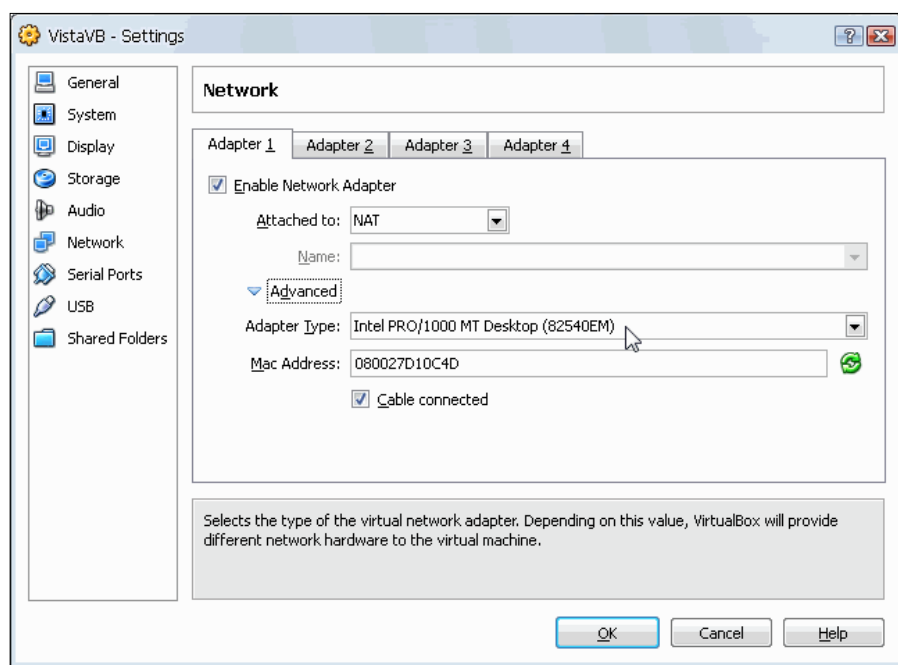 VistaVB - Settings
General
System
Display
Storage
Audio
Network
Serial Ports
USB
Shared Folders
Network
Adapter 1 Adapter 2 Adapter 3 Adapter 4
Enable Network Adapter
Attached to: NAT
Name:
Advanced
Adapter Type: Intel PRO/1000 MT Desktop (82540EM)
Mac Address: 080027D10C4D
Cable connected
Selects the type of the virtual network adapter. Depending on this value, VirtualBox will provide
different network hardware to the virtual machine.
OK Cancel Help